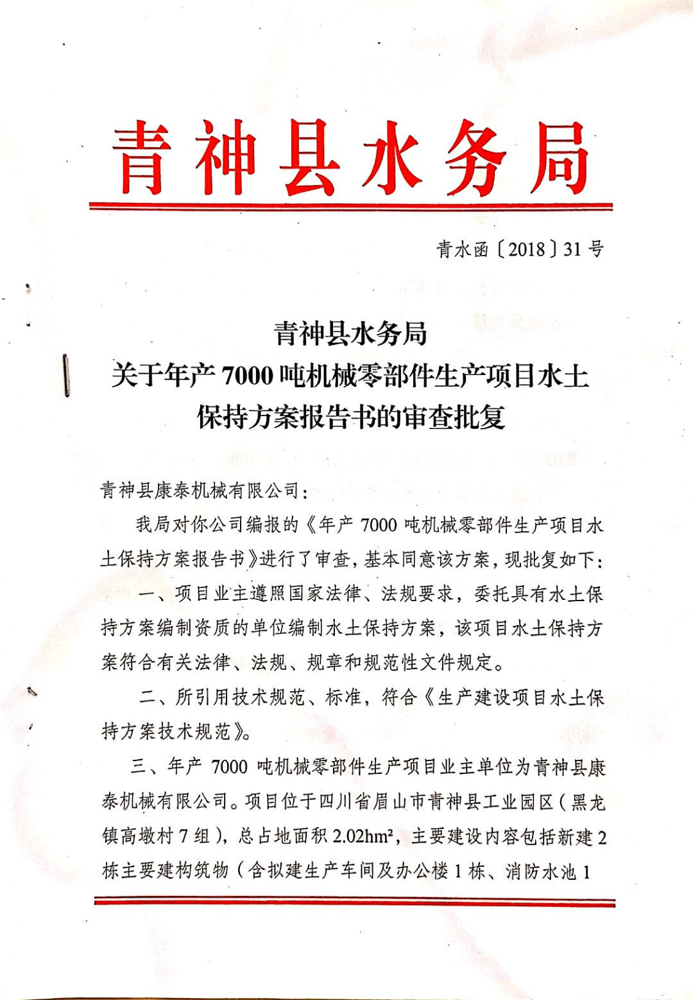 青神县水务局
青水函〔2018〕31号
青神县水务局
关于年产7000吨机械零部件生产项目水土
保持方案报告书的审查批复
青神县康泰机械有限公司：
我局对你公司编报的《年产 7000 吨机械零部件生产项目水
土保持方案报告书》进行了审查，基本同意该方案，现批复如下：
一、项目业主遵照国家法律、法规要求，委托具有水土保
持方案编制资质的单位编制水土保持方案，该项目水土保持方
案符合有关法律、法规、规章和规范性文件规定。
二、所引用技术规范、标准，符合《生产建设项目水土保
持方案技术规范》。
三、年产 7000 吨机械零部件生产项目业主单位为青神县康
泰机械有限公司。项目位于四川省眉山市青神县工业园区（黑龙
镇高墩村7组），总占地面积2.02hm²，主要建设内容包括新建2
栋主要建构筑物（含拟建生产车间及办公楼1栋、消防水池1